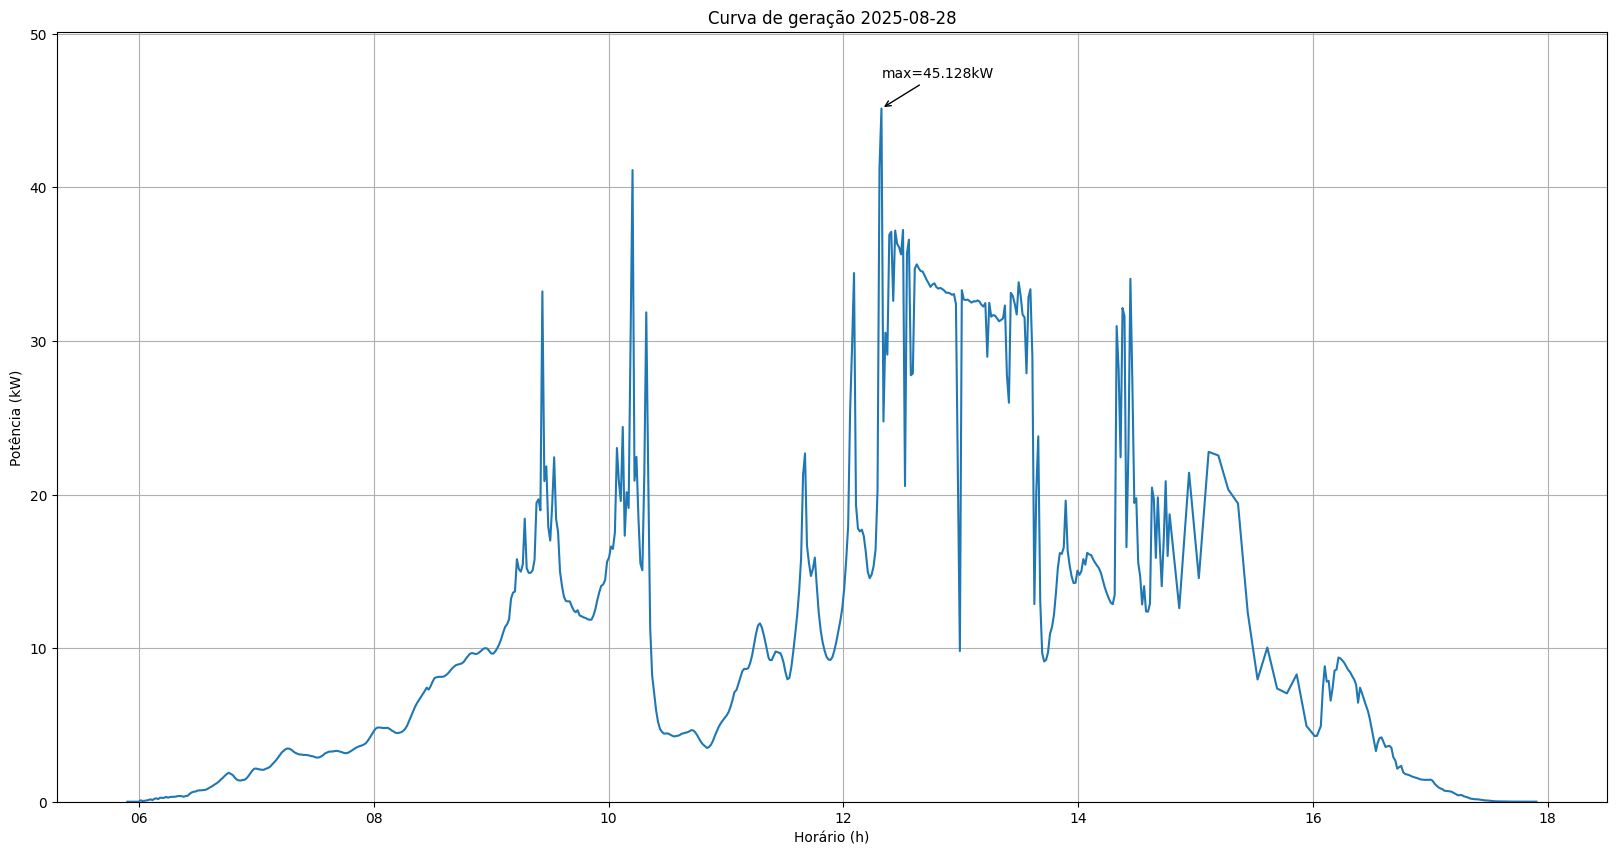 Curva de geração 2025-08-28
50
max=45.128kW
40
30
20
10
0
Potência (kW)
06 08 10 12 14 16 18
Horário (h)